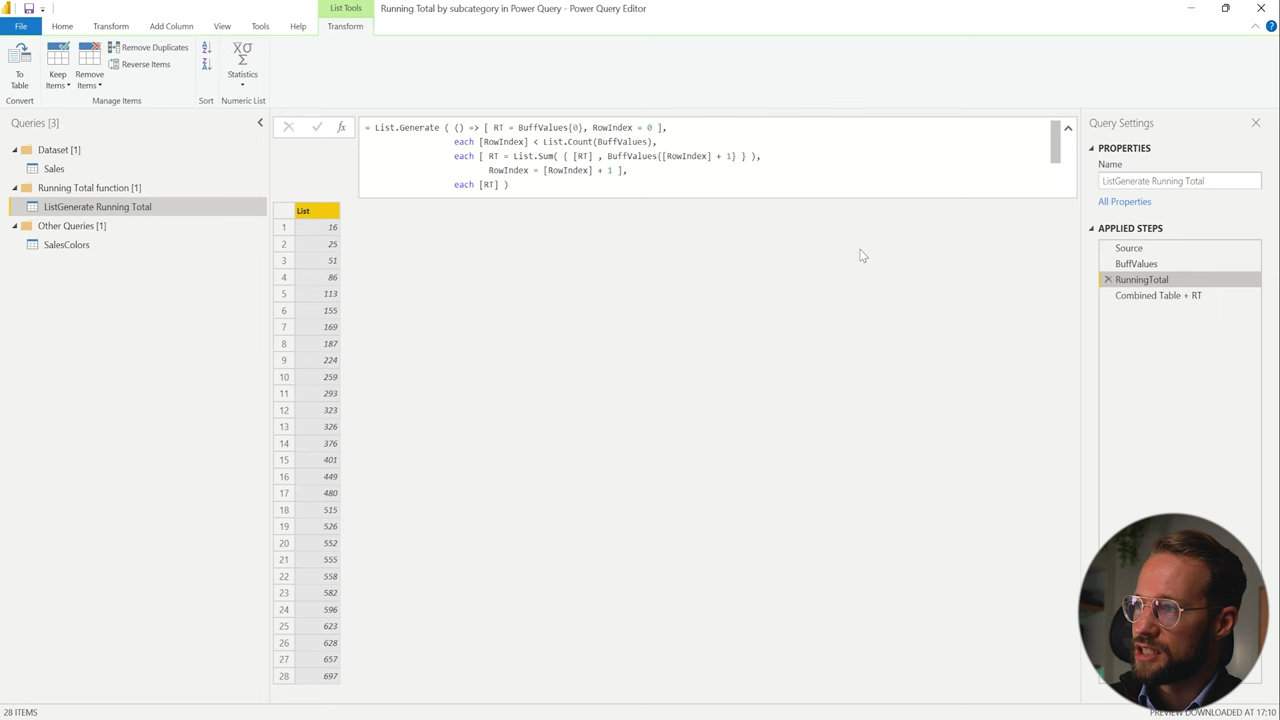 List Tools
Running Total by subcategory in Power Query - Power Query Editor
File
Home
Transform
Add Column
View
Tools
Help
Transform
To Table
Keep Items
Remove Items
Remove Duplicates
Reverse Items
Statistics
Convert
Manage Items
Sort
Numeric List
Queries [3]
Dataset [1]
Sales
Running Total function [1]
ListGenerate Running Total
Other Queries [1]
SalesColors
= List.Generate ( () => [ RT = BuffValues{0}, RowIndex = 0 ],
each [RowIndex] < List.Count(BuffValues),
each [ RT = List.Sum( { [RT] , BuffValues{[RowIndex] + 1} } ),
RowIndex = [RowIndex] + 1 ],
each [RT] )
List
1 16
2 25
3 51
4 86
5 113
6 155
7 169
8 187
9 224
10 259
11 293
12 323
13 326
14 376
15 401
16 449
17 480
18 515
19 526
20 552
21 555
22 558
23 582
24 596
25 623
26 628
27 657
28 697
Query Settings
PROPERTIES
Name
ListGenerate Running Total
All Properties
APPLIED STEPS
Source
BuffValues
RunningTotal
Combined Table + RT
28 ITEMS
PREVIEW DOWNLOADED AT 17:10